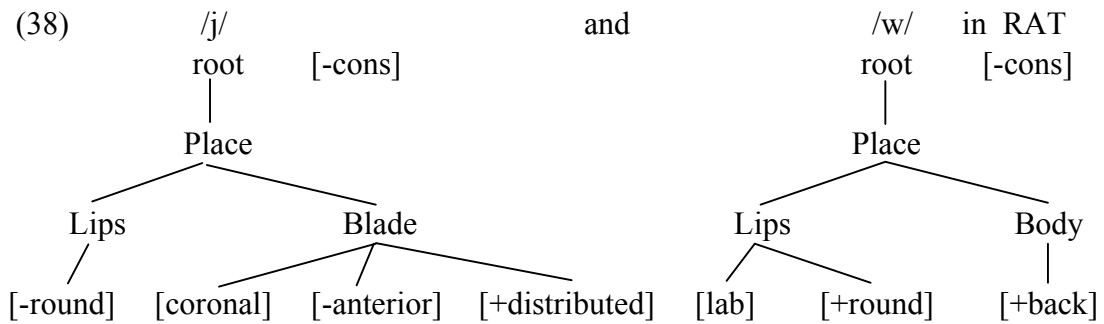 (38) /j/ and /w/ in RAT
root [-cons] root [-cons]
Place Place
Lips Blade Lips Body
[-round] [coronal] [-anterior] [+distributed] [lab] [+round] [+back]